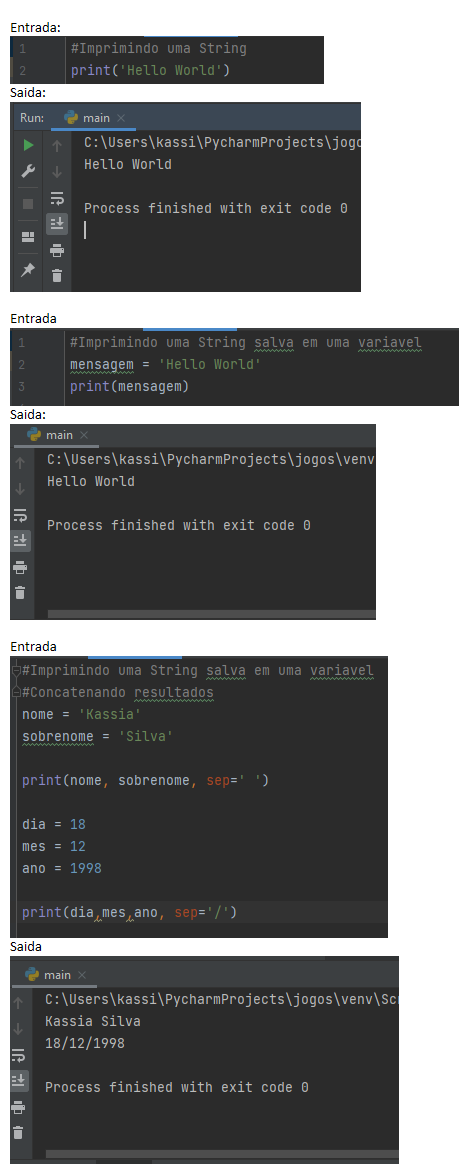 Entrada:
1 #Imprimindo uma String
2 print('Hello World')
Saida:
Run: main
C:\Users\kassi\PycharmProjects\jogo
Hello World
Process finished with exit code 0
Entrada
1 #Imprimindo uma String salva em uma variavel
2 mensagem = 'Hello World'
3 print(mensagem)
Saida:
main
C:\Users\kassi\PycharmProjects\jogos\venv
Hello World
Process finished with exit code 0
Entrada
#Imprimindo uma String salva em uma variavel
#Concatenando resultados
nome = 'Kassia'
sobrenome = 'Silva'
print(nome, sobrenome, sep=' ')
dia = 18
mes = 12
ano = 1998
print(dia,mes,ano, sep='/')
Saida
main
C:\Users\kassi\PycharmProjects\jogos\venv\Scr
Kassia Silva
18/12/1998
Process finished with exit code 0